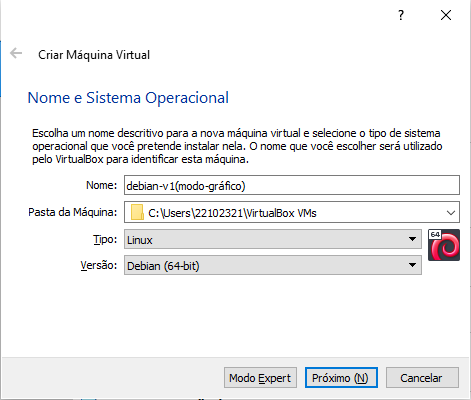 ?
Criar Máquina Virtual
Nome e Sistema Operacional
Escolha um nome descritivo para a nova máquina virtual e selecione o tipo de sistema
operacional que você pretende instalar nela. O nome que você escolher será utilizado
pelo VirtualBox para identificar esta máquina.
Nome: debian-v1(modo-gráfico)
Pasta da Máquina: C:\Users\22102321\VirtualBox VMs
Tipo: Linux
64
Versão: Debian (64-bit)
Modo Expert Próximo (N) Cancelar